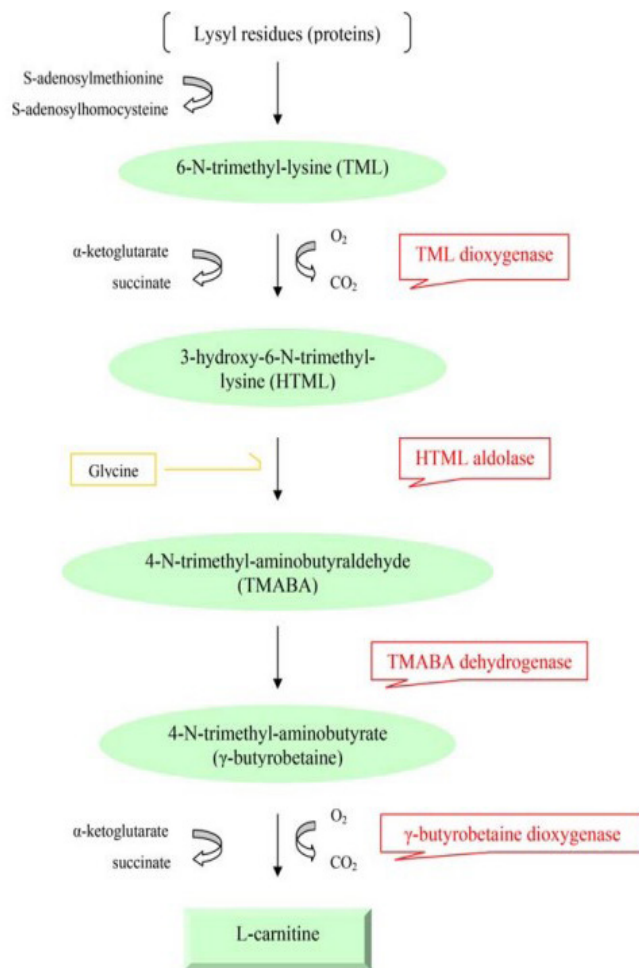 Lysyl residues (proteins)
S-adenosylmethionine
S-adenosylhomocysteine
6-N-trimethyl-lysine (TML)
α-ketoglutarate
succinate
O₂
CO₂
TML dioxygenase
3-hydroxy-6-N-trimethyl-
lysine (HTML)
Glycine
HTML aldolase
4-N-trimethyl-aminobutyraldehyde
(TMABA)
TMABA dehydrogenase
4-N-trimethyl-aminobutyrate
(γ-butyrobetaine)
α-ketoglutarate
succinate
O₂
CO₂
γ-butyrobetaine dioxygenase
L-carnitine